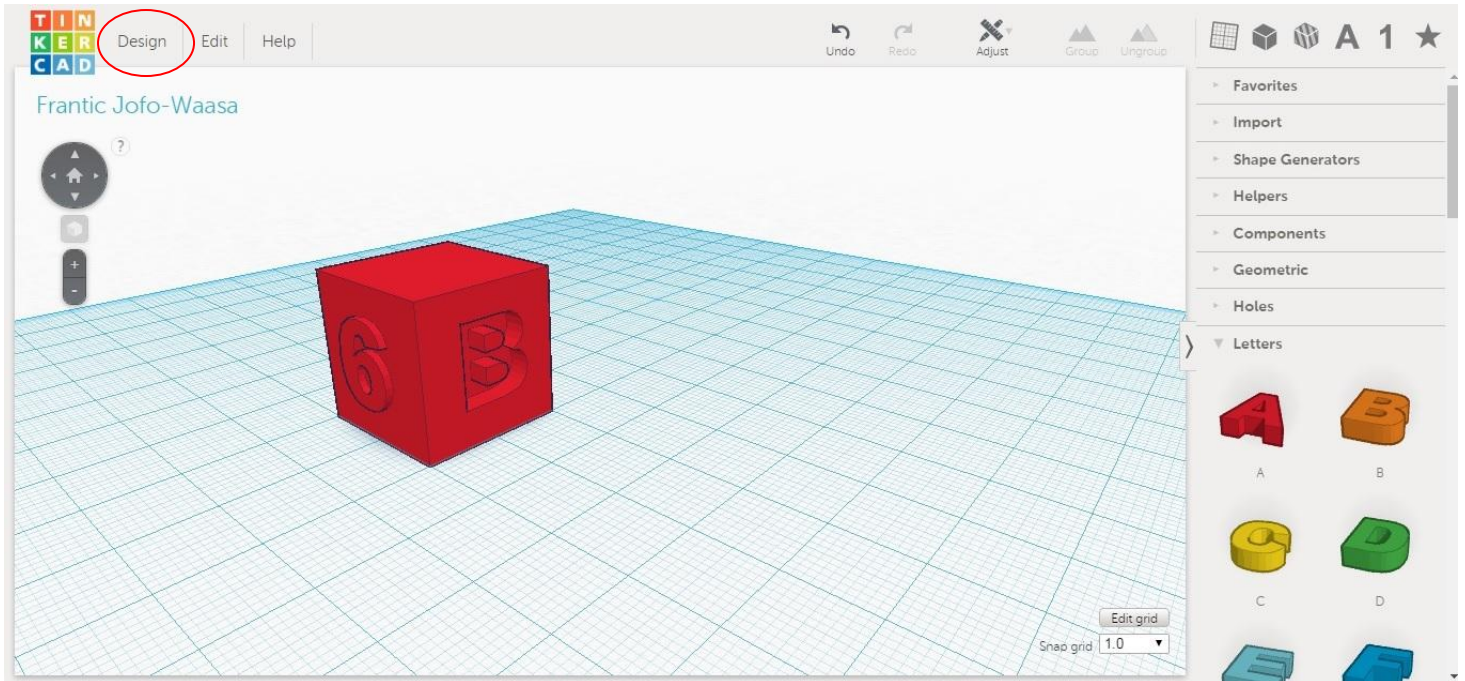 TIN
KER
CAD
Design Edit Help
Undo Redo Adjust Group Ungroup
A 1
Frantic Jofo-Waasa
?
+
-
6 B
Favorites
Import
Shape Generators
Helpers
Components
Geometric
Holes
Letters
A B
C D
Edit grid
Snap grid 1.0